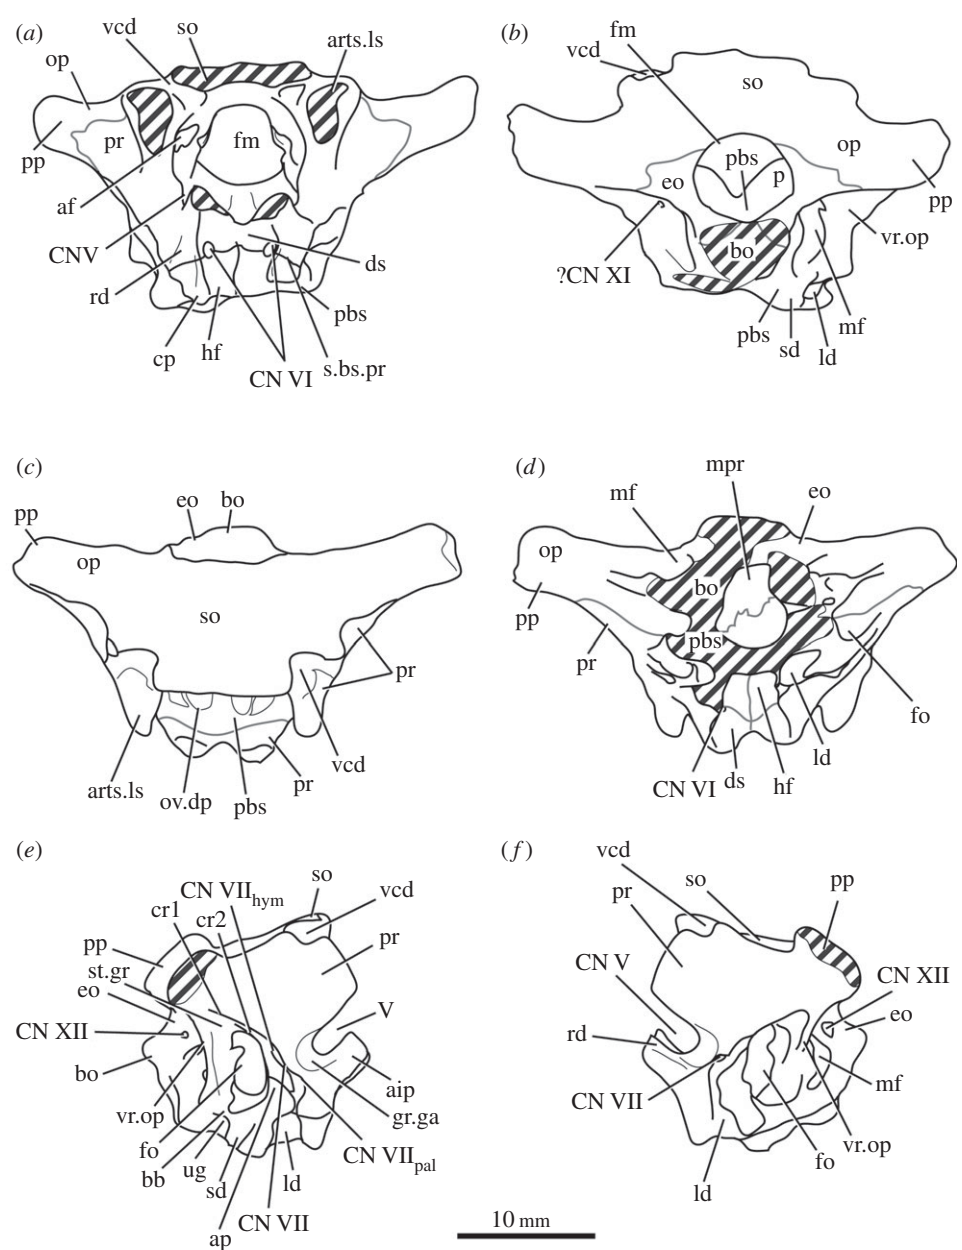 (a)
vcd
so
arts.ls
op
pp
pr
fm
af
CNV
rd
cp
hf
CN VI
s.bs.pr
pbs
ds
(b)
fm
vcd
so
pbs
p
op
eo
pp
vr.op
?CN XI
bo
pbs
sd
ld
mf
(c)
eo
bo
pp
op
so
pr
arts.ls
ov.dp
pbs
pr
vcd
(d)
mpr
mf
eo
op
bo
pp
pbs
pr
fo
CN VI
ds
hf
ld
(e)
so
CN VIIhym
vcd
cr1
cr2
pr
pp
st.gr
eo
V
CN XII
bo
aip
vr.op
gr.ga
fo
bb
ug
sd
ld
CN VIIpal
ap
CN VII
(f)
vcd
so
pp
pr
CN V
CN XII
rd
eo
CN VII
mf
vr.op
fo
ld
10 mm